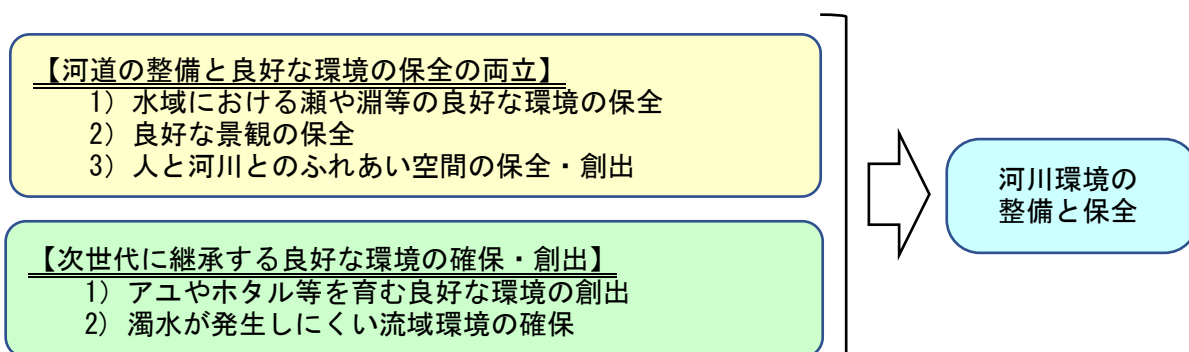 【河道の整備と良好な環境の保全の両立】
1）水域における瀬や淵等の良好な環境の保全
2）良好な景観の保全
3）人と河川とのふれあい空間の保全・創出
【次世代に継承する良好な環境の確保・創出】
1）アユやホタル等を育む良好な環境の創出
2）濁水が発生しにくい流域環境の確保
河川環境の
整備と保全